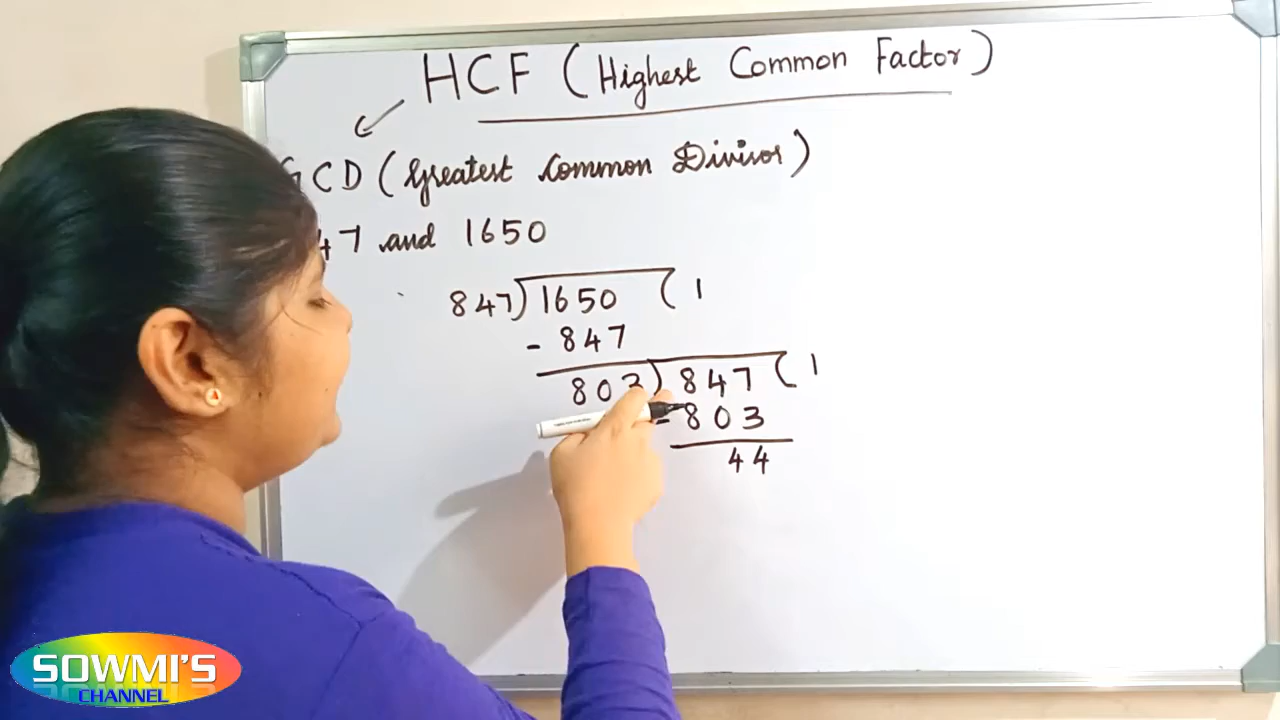 HCF (Highest Common Factor)
GCD (Greatest Common Divisor)
47 and 1650
847) 1650 ( 1
- 847
803) 847 ( 1
- 803
44
SOWMI'S
CHANNEL